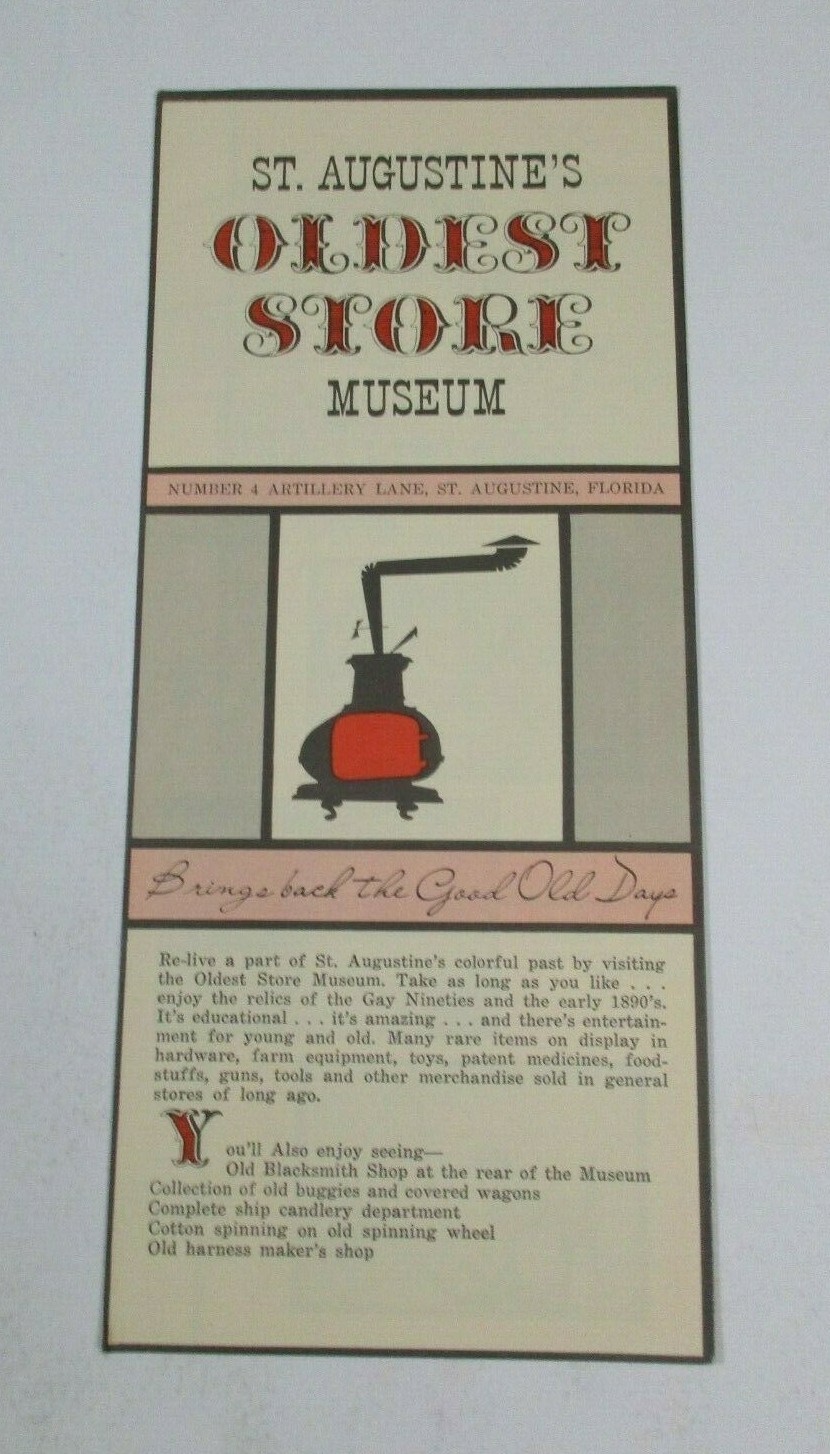 ST. AUGUSTINE'S
OLDEST
STORE
MUSEUM
NUMBER 4 ARTILLERY LANE, ST. AUGUSTINE, FLORIDA
Brings back the Good Old Days
Re-live a part of St. Augustine's colorful past by visiting
the Oldest Store Museum. Take as long as you like . . .
enjoy the relics of the Gay Nineties and the early 1890's.
It's educational . . . it's amazing . . . and there's entertain-
ment for young and old. Many rare items on display in
hardware, farm equipment, toys, patent medicines, food-
stuffs, guns, tools and other merchandise sold in general
stores of long ago.
You'll Also enjoy seeing—
Old Blacksmith Shop at the rear of the Museum
Collection of old buggies and covered wagons
Complete ship candlery department
Cotton spinning on old spinning wheel
Old harness maker's shop